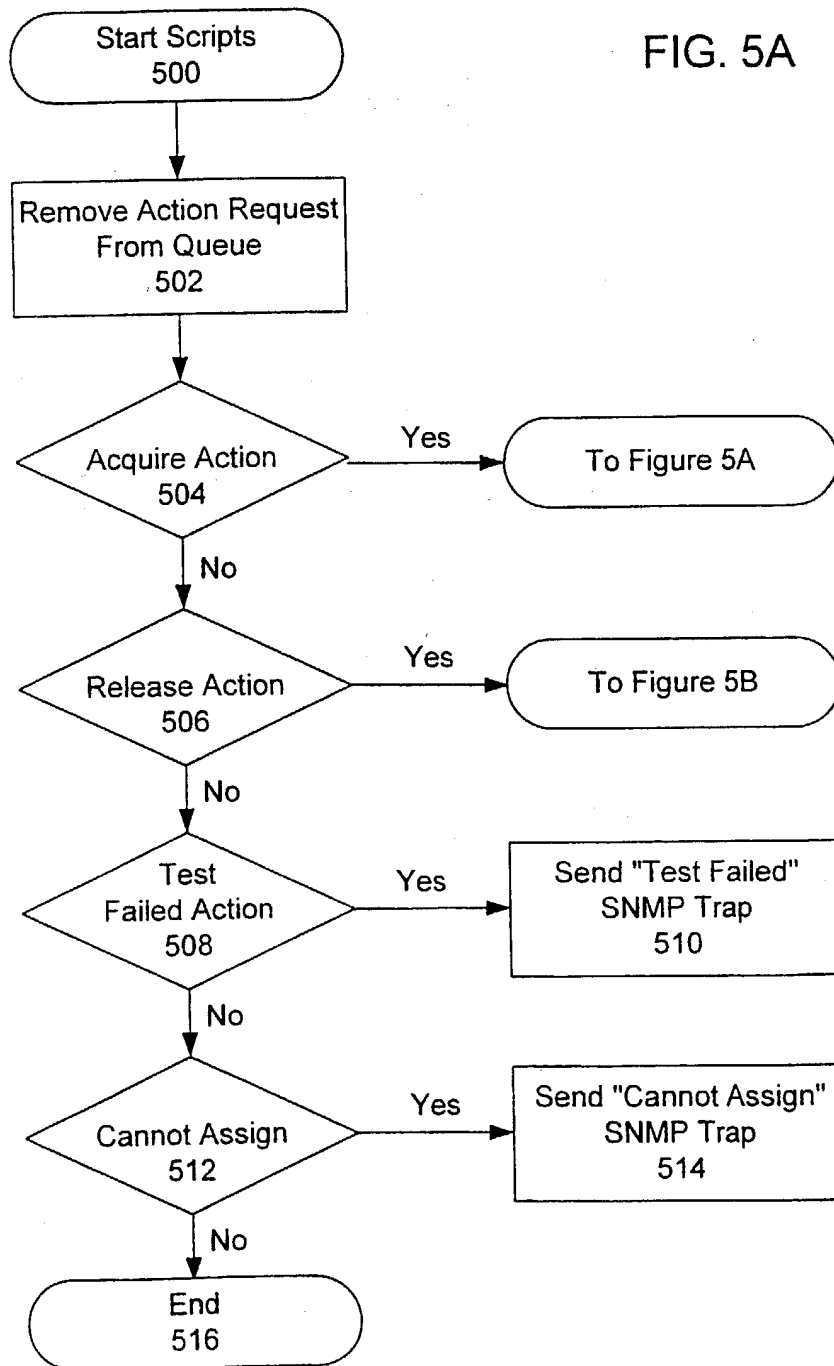 Start Scripts
500
FIG. 5A
Remove Action Request
From Queue
502
Acquire Action
504
Yes
To Figure 5A
No
Release Action
506
Yes
To Figure 5B
No
Test
Failed Action
508
Yes
Send "Test Failed"
SNMP Trap
510
No
Cannot Assign
512
Yes
Send "Cannot Assign"
SNMP Trap
514
No
End
516